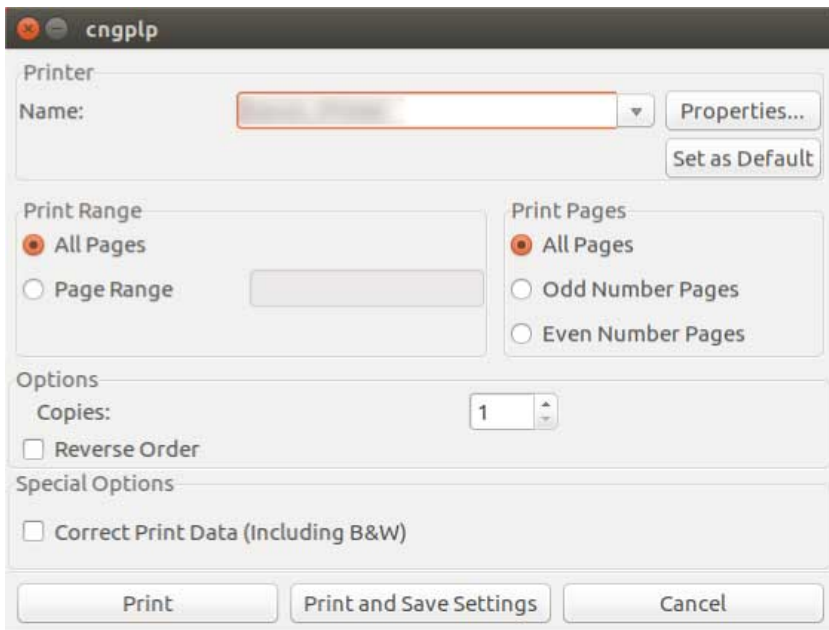 cngplp
Printer
Name:
Properties...
Set as Default
Print Range
All Pages
Page Range
Print Pages
All Pages
Odd Number Pages
Even Number Pages
Options
Copies:
1
Reverse Order
Special Options
Correct Print Data (Including B&W)
Print
Print and Save Settings
Cancel